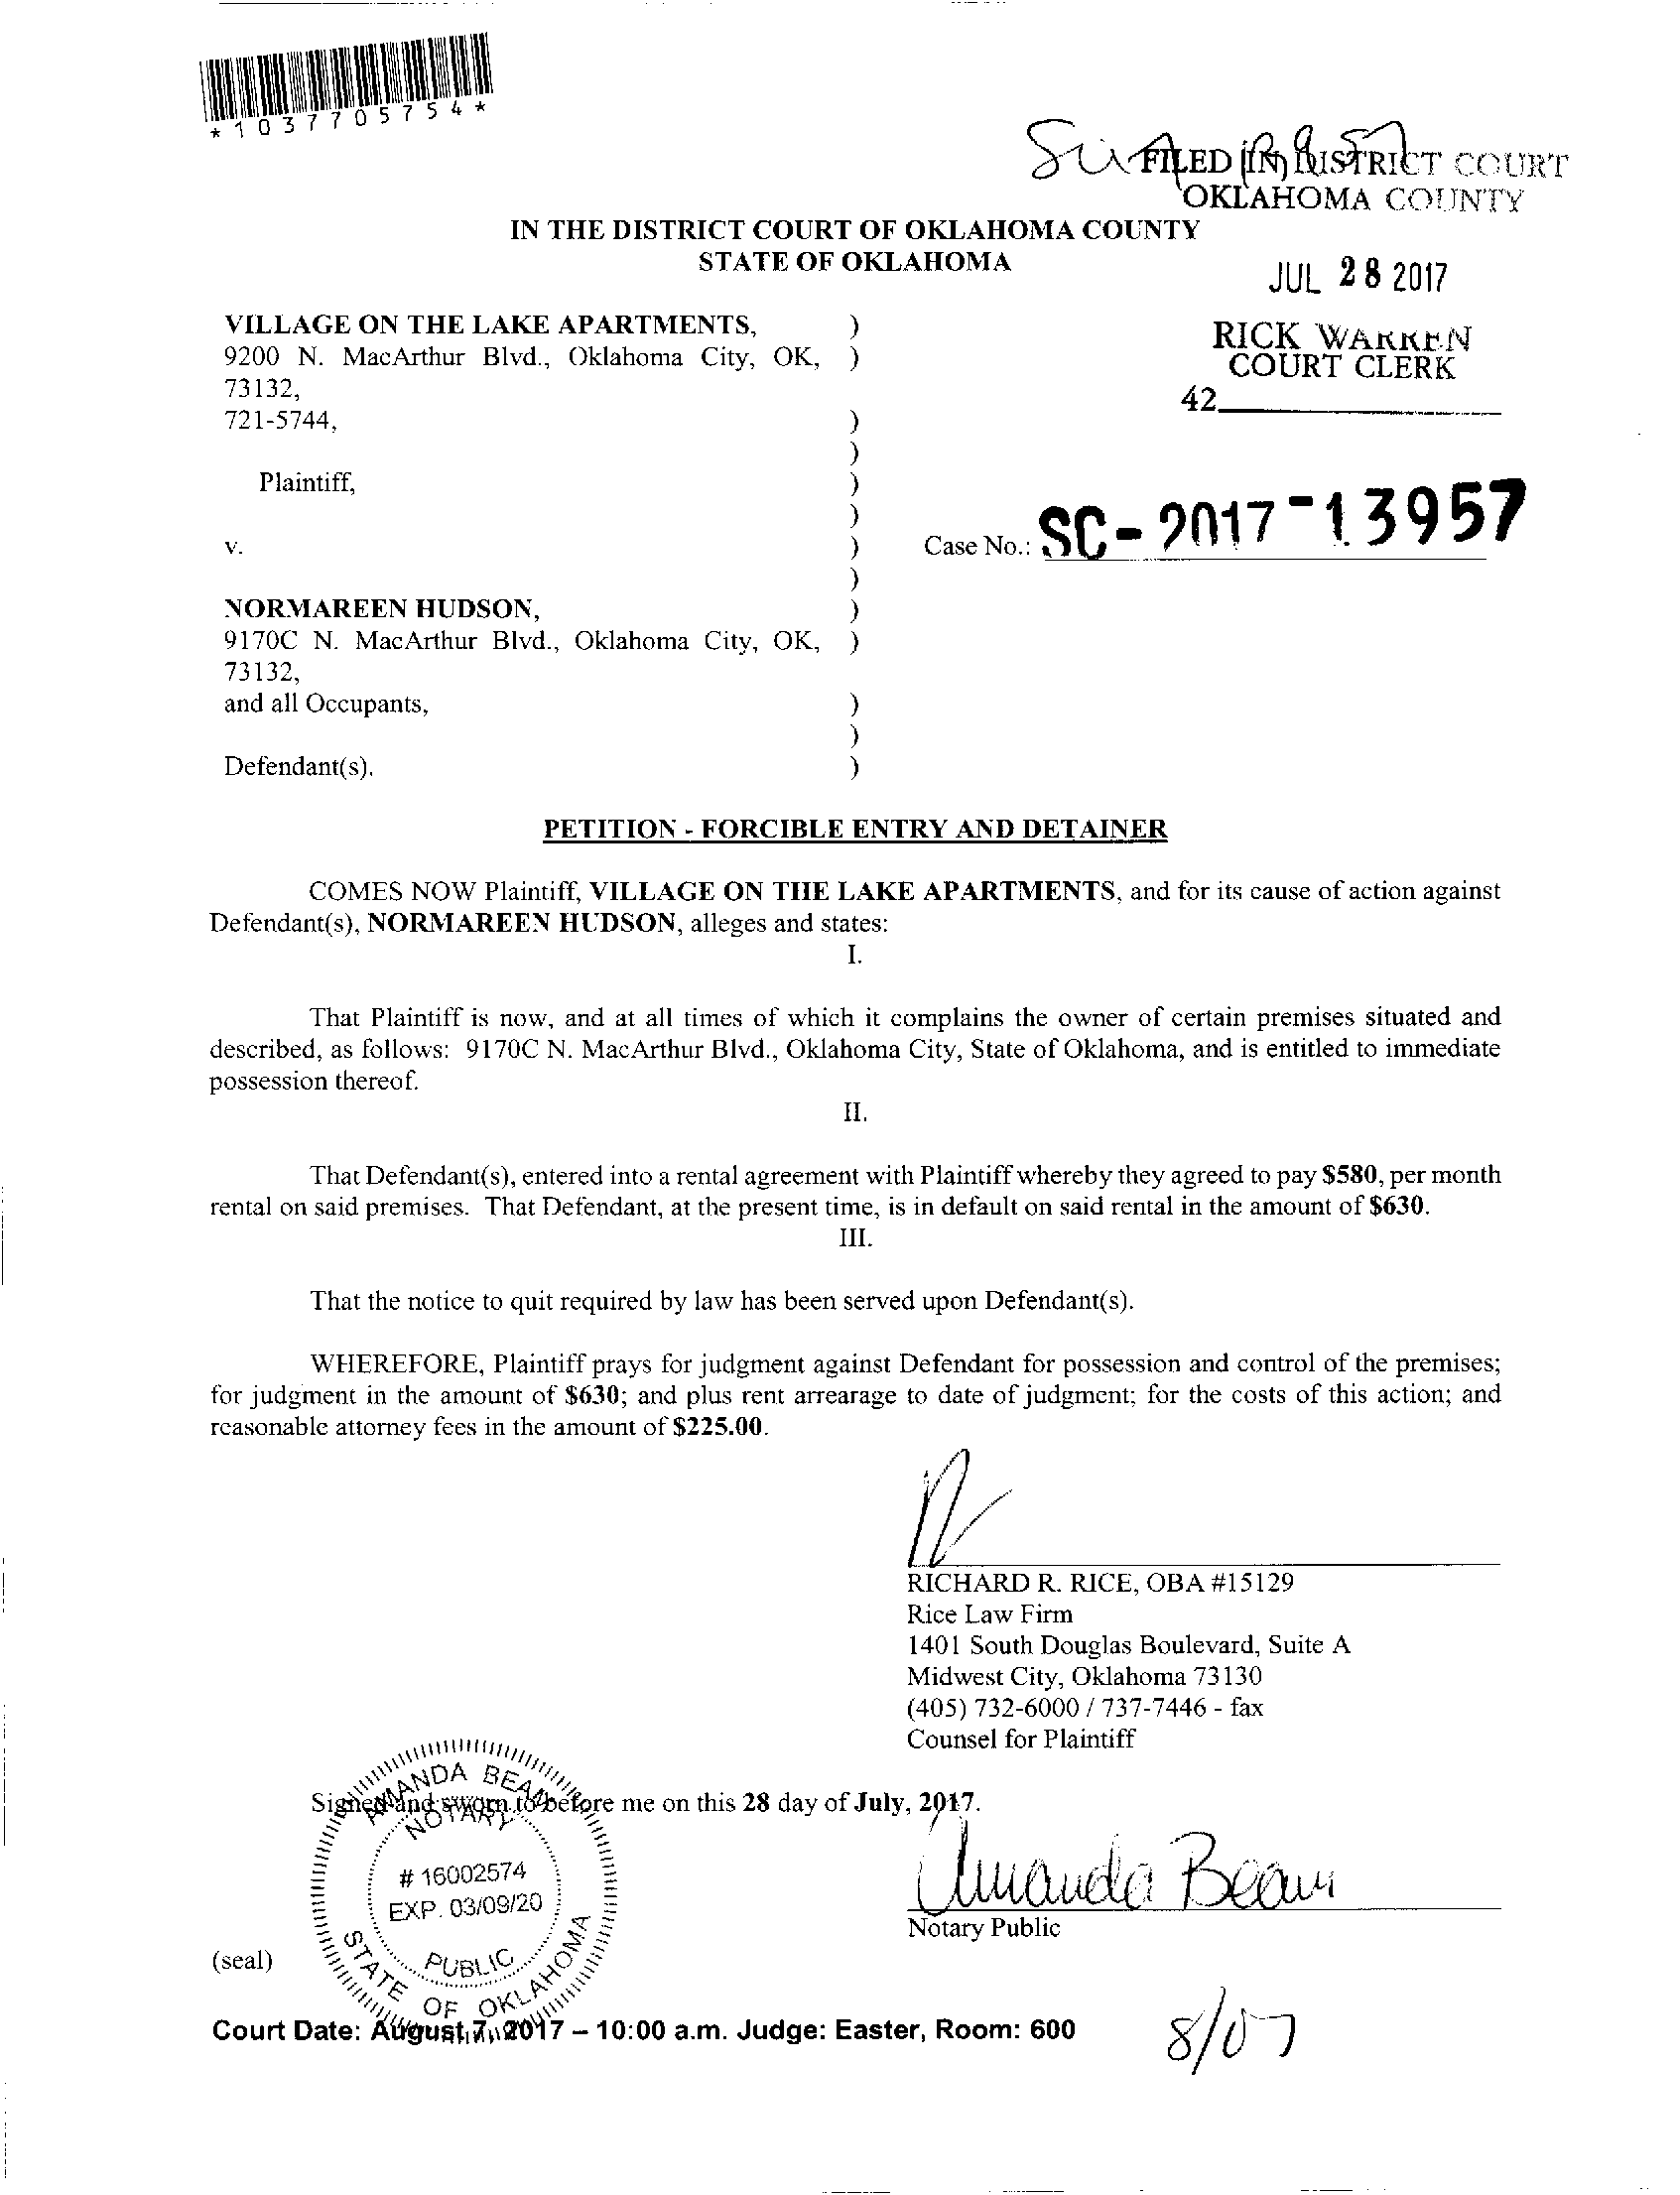 *1037705754*
FILED IN DISTRICT COURT
OKLAHOMA COUNTY
IN THE DISTRICT COURT OF OKLAHOMA COUNTY
STATE OF OKLAHOMA
JUL 28 2017
RICK WARREN
COURT CLERK
42
VILLAGE ON THE LAKE APARTMENTS, )
9200 N. MacArthur Blvd., Oklahoma City, OK, )
73132,
721-5744, )
)
Plaintiff, )
)
v. ) Case No.: SC-2017-13957
)
NORMAREEN HUDSON, )
9170C N. MacArthur Blvd., Oklahoma City, OK, )
73132,
and all Occupants, )
)
Defendant(s). )
PETITION - FORCIBLE ENTRY AND DETAINER
COMES NOW Plaintiff, VILLAGE ON THE LAKE APARTMENTS, and for its cause of action against
Defendant(s), NORMAREEN HUDSON, alleges and states:
I.
That Plaintiff is now, and at all times of which it complains the owner of certain premises situated and
described, as follows: 9170C N. MacArthur Blvd., Oklahoma City, State of Oklahoma, and is entitled to immediate
possession thereof.
II.
That Defendant(s), entered into a rental agreement with Plaintiff whereby they agreed to pay $580, per month
rental on said premises. That Defendant, at the present time, is in default on said rental in the amount of $630.
III.
That the notice to quit required by law has been served upon Defendant(s).
WHEREFORE, Plaintiff prays for judgment against Defendant for possession and control of the premises;
for judgment in the amount of $630; and plus rent arrearage to date of judgment; for the costs of this action; and
reasonable attorney fees in the amount of $225.00.
RICHARD R. RICE, OBA #15129
Rice Law Firm
1401 South Douglas Boulevard, Suite A
Midwest City, Oklahoma 73130
(405) 732-6000 / 737-7446 - fax
Counsel for Plaintiff
Signed and sworn to before me on this 28 day of July, 2017.
AMANDA BEAM
NOTARY
# 16002574
EXP. 03/09/20
PUBLIC
STATE OF OKLAHOMA
Amanda Beam
Notary Public
(seal)
Court Date: August 7, 2017 – 10:00 a.m. Judge: Easter, Room: 600
8/07